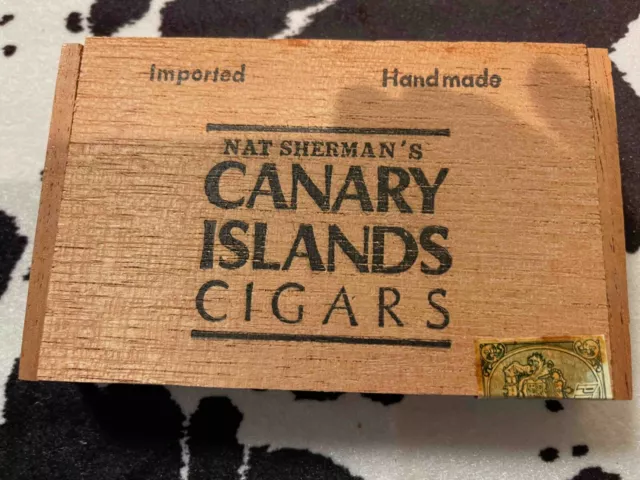 Imported Handmade
NAT SHERMAN'S
CANARY
ISLANDS
CIGARS